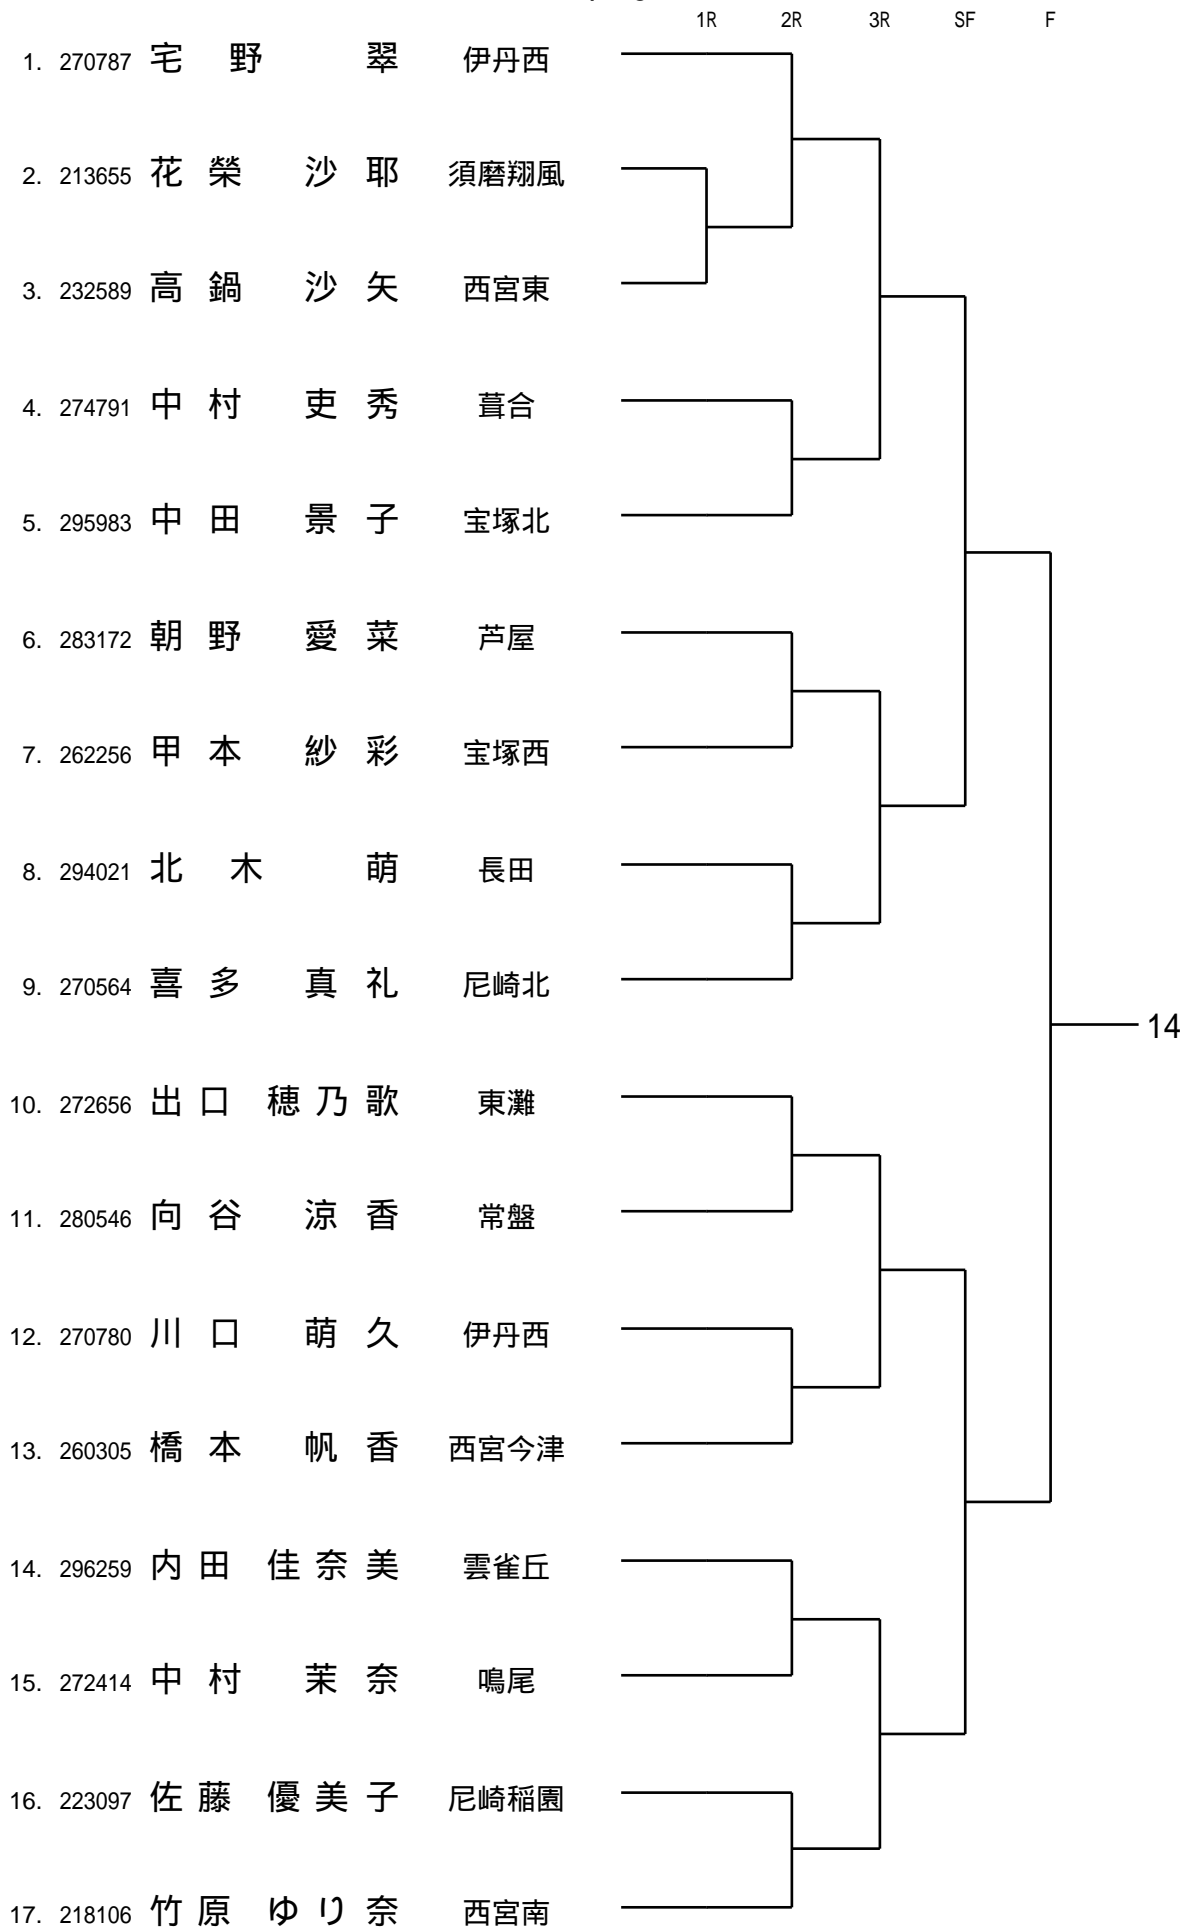 1R 2R 3R SF F
1. 270787 宅野 翠 伊丹西
2. 213655 花榮 沙耶 須磨翔風
3. 232589 高鍋 沙矢 西宮東
4. 274791 中村 吏秀 葺合
5. 295983 中田 景子 宝塚北
6. 283172 朝野 愛菜 芦屋
7. 262256 甲本 紗彩 宝塚西
8. 294021 北木 萌 長田
9. 270564 喜多 真礼 尼崎北
14
10. 272656 出口 穂乃歌 東灘
11. 280546 向谷 涼香 常盤
12. 270780 川口 萌久 伊丹西
13. 260305 橋本 帆香 西宮今津
14. 296259 内田 佳奈美 雲雀丘
15. 272414 中村 茉奈 鳴尾
16. 223097 佐藤 優美子 尼崎稲園
17. 218106 竹原 ゆり奈 西宮南